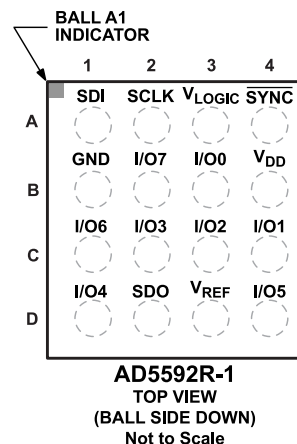 BALL A1
INDICATOR
1 2 3 4
A SDI SCLK VLOGIC SYNC
B GND I/O7 I/O0 VDD
C I/O6 I/O3 I/O2 I/O1
D I/O4 SDO VREF I/O5
AD5592R-1
TOP VIEW
(BALL SIDE DOWN)
Not to Scale